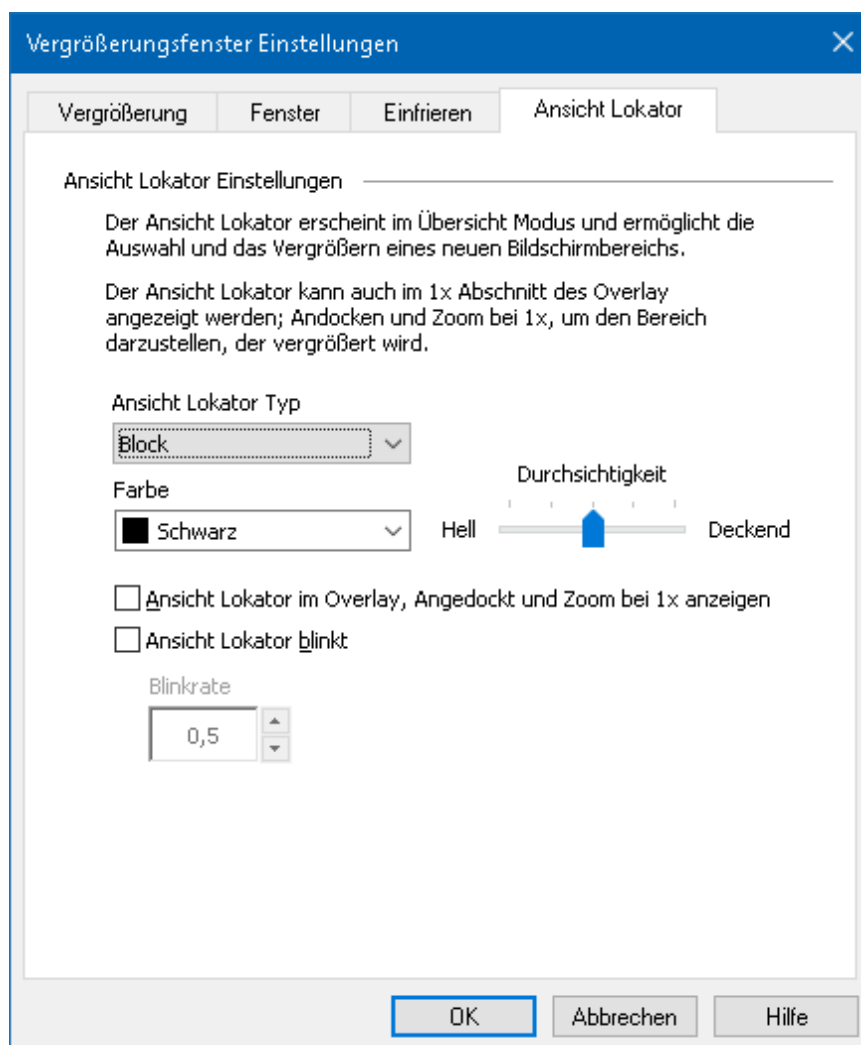 Vergrößerungsfenster Einstellungen
Vergrößerung Fenster Einfrieren Ansicht Lokator
Ansicht Lokator Einstellungen
Der Ansicht Lokator erscheint im Übersicht Modus und ermöglicht die
Auswahl und das Vergrößern eines neuen Bildschirmbereichs.
Der Ansicht Lokator kann auch im 1x Abschnitt des Overlay
angezeigt werden; Andocken und Zoom bei 1x, um den Bereich
darzustellen, der vergrößert wird.
Ansicht Lokator Typ
Block
Durchsichtigkeit
Farbe
Schwarz
Hell Deckend
Ansicht Lokator im Overlay, Angedockt und Zoom bei 1x anzeigen
Ansicht Lokator blinkt
Blinkrate
0,5
OK Abbrechen Hilfe